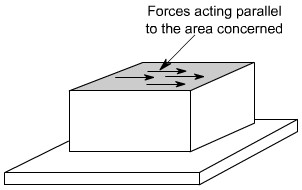 Forces acting parallel
to the area concerned